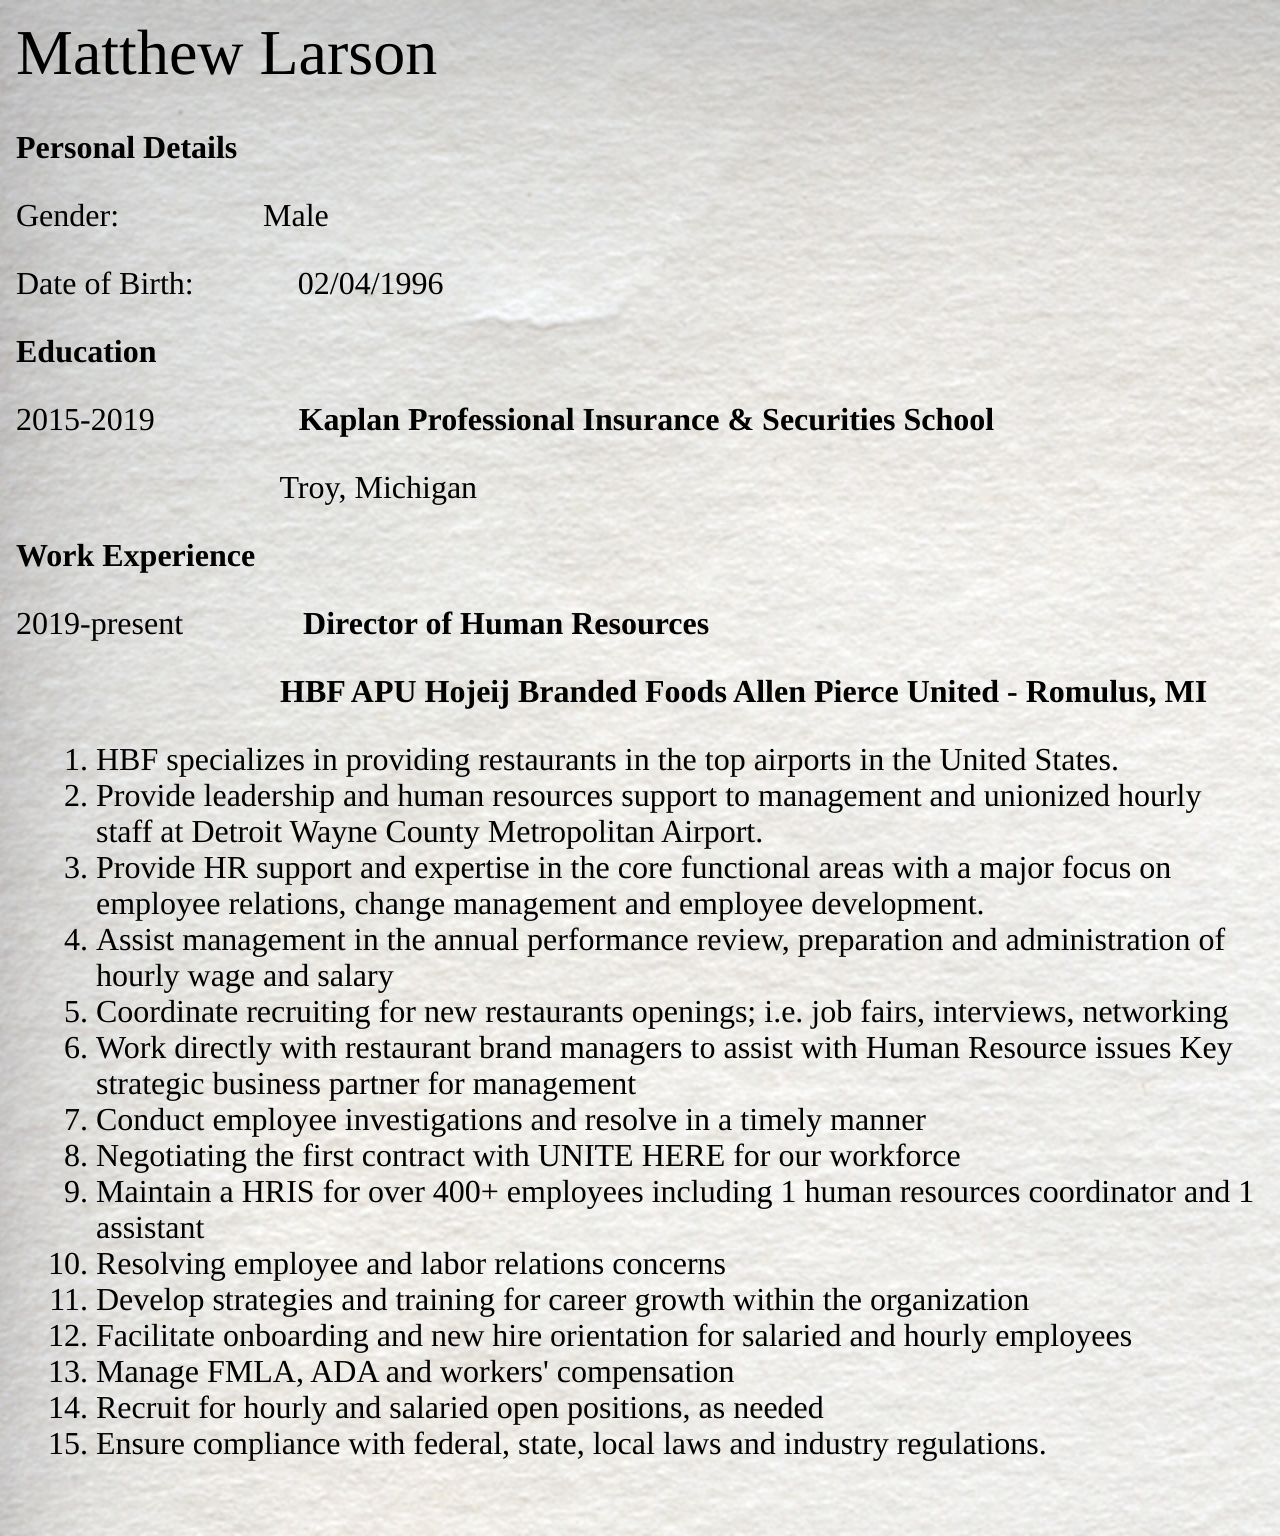 Matthew Larson
Personal Details
Gender: Male
Date of Birth: 02/04/1996
Education
2015-2019 Kaplan Professional Insurance & Securities School
Troy, Michigan
Work Experience
2019-present Director of Human Resources
HBF APU Hojeij Branded Foods Allen Pierce United - Romulus, MI
1. HBF specializes in providing restaurants in the top airports in the United States.
2. Provide leadership and human resources support to management and unionized hourly
staff at Detroit Wayne County Metropolitan Airport.
3. Provide HR support and expertise in the core functional areas with a major focus on
employee relations, change management and employee development.
4. Assist management in the annual performance review, preparation and administration of
hourly wage and salary
5. Coordinate recruiting for new restaurants openings; i.e. job fairs, interviews, networking
6. Work directly with restaurant brand managers to assist with Human Resource issues Key
strategic business partner for management
7. Conduct employee investigations and resolve in a timely manner
8. Negotiating the first contract with UNITE HERE for our workforce
9. Maintain a HRIS for over 400+ employees including 1 human resources coordinator and 1
assistant
10. Resolving employee and labor relations concerns
11. Develop strategies and training for career growth within the organization
12. Facilitate onboarding and new hire orientation for salaried and hourly employees
13. Manage FMLA, ADA and workers' compensation
14. Recruit for hourly and salaried open positions, as needed
15. Ensure compliance with federal, state, local laws and industry regulations.